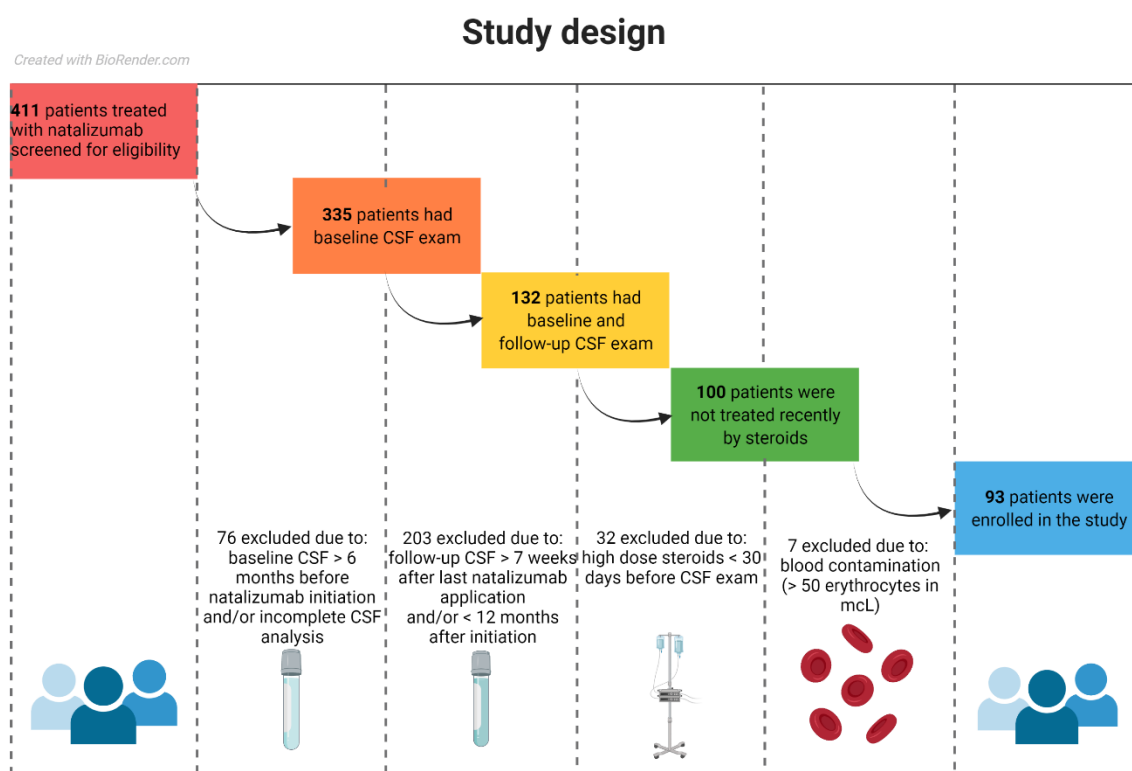 Study design
Created with BioRender.com
411 patients treated
with natalizumab
screened for eligibility
335 patients had
baseline CSF exam
132 patients had
baseline and
follow-up CSF exam
100 patients were
not treated recently
by steroids
93 patients were
enrolled in the study
76 excluded due to:
baseline CSF > 6
months before
natalizumab initiation
and/or incomplete CSF
analysis
203 excluded due to:
follow-up CSF > 7 weeks
after last natalizumab
application
and/or < 12 months
after initiation
32 excluded due to:
high dose steroids < 30
days before CSF exam
7 excluded due to:
blood contamination
(> 50 erythrocytes in
mcL)